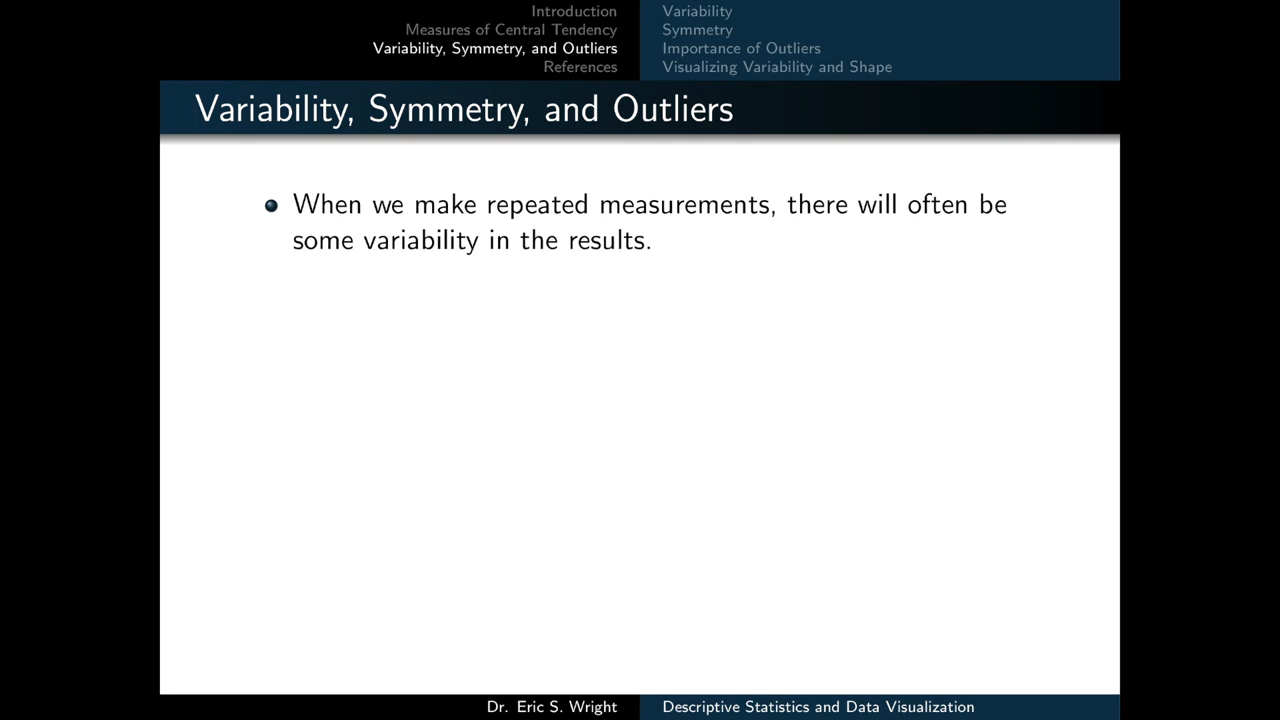 Introduction
Measures of Central Tendency
Variability, Symmetry, and Outliers
References
Variability
Symmetry
Importance of Outliers
Visualizing Variability and Shape
Variability, Symmetry, and Outliers
When we make repeated measurements, there will often be
some variability in the results.
Dr. Eric S. Wright
Descriptive Statistics and Data Visualization